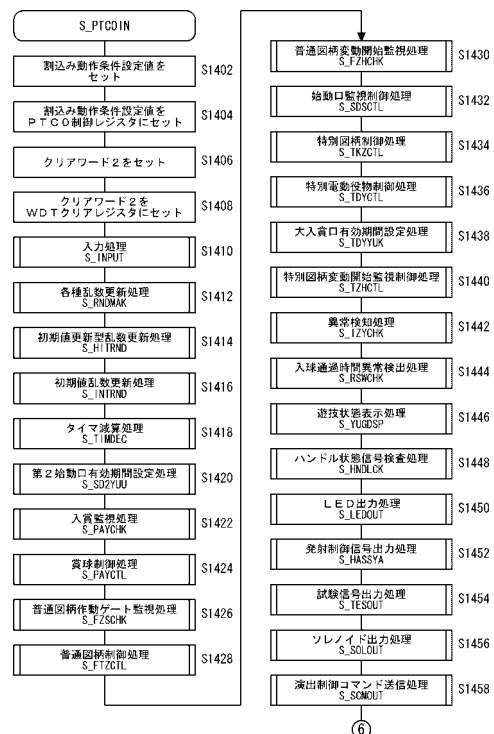 S_PTCOIN
割込み動作条件設定値を
セット
S1402
割込み動作条件設定値を
PTC0制御レジスタにセット
S1404
クリアワード2をセット
S1406
クリアワード2を
WDTクリアレジスタにセット
S1408
入力処理
S_INPUT
S1410
各種乱数更新処理
S_RNDMAK
S1412
初期値更新型乱数更新処理
S_HITRND
S1414
初期値乱数更新処理
S_INTRND
S1416
タイマ減算処理
S_TIMDEC
S1418
第2始動口有効期間設定処理
S_SD2YUU
S1420
入賞監視処理
S_PAYCHK
S1422
賞球制御処理
S_PAYCTL
S1424
普通図柄作動ゲート監視処理
S_FZSCHK
S1426
普通図柄制御処理
S_FTZCTL
S1428
普通図柄変動開始監視処理
S_FZHCHK
S1430
始動口監視制御処理
S_SDSCTL
S1432
特別図柄制御処理
S_TKZCTL
S1434
特別電動役物制御処理
S_TDYCTL
S1436
大入賞口有効期間設定処理
S_TDYYUK
S1438
特別図柄変動開始監視制御処理
S_TZHCTL
S1440
異常検知処理
S_IZYCHK
S1442
入球通過時間異常検出処理
S_RSWCHK
S1444
遊技状態表示処理
S_YUGDSP
S1446
ハンドル状態信号検査処理
S_HNDLCK
S1448
LED出力処理
S_LEDOUT
S1450
発射制御信号出力処理
S_HASSYA
S1452
試験信号出力処理
S_TESOUT
S1454
ソレノイド出力処理
S_SOLOUT
S1456
演出制御コマンド送信処理
S_SCMOUT
S1458
6